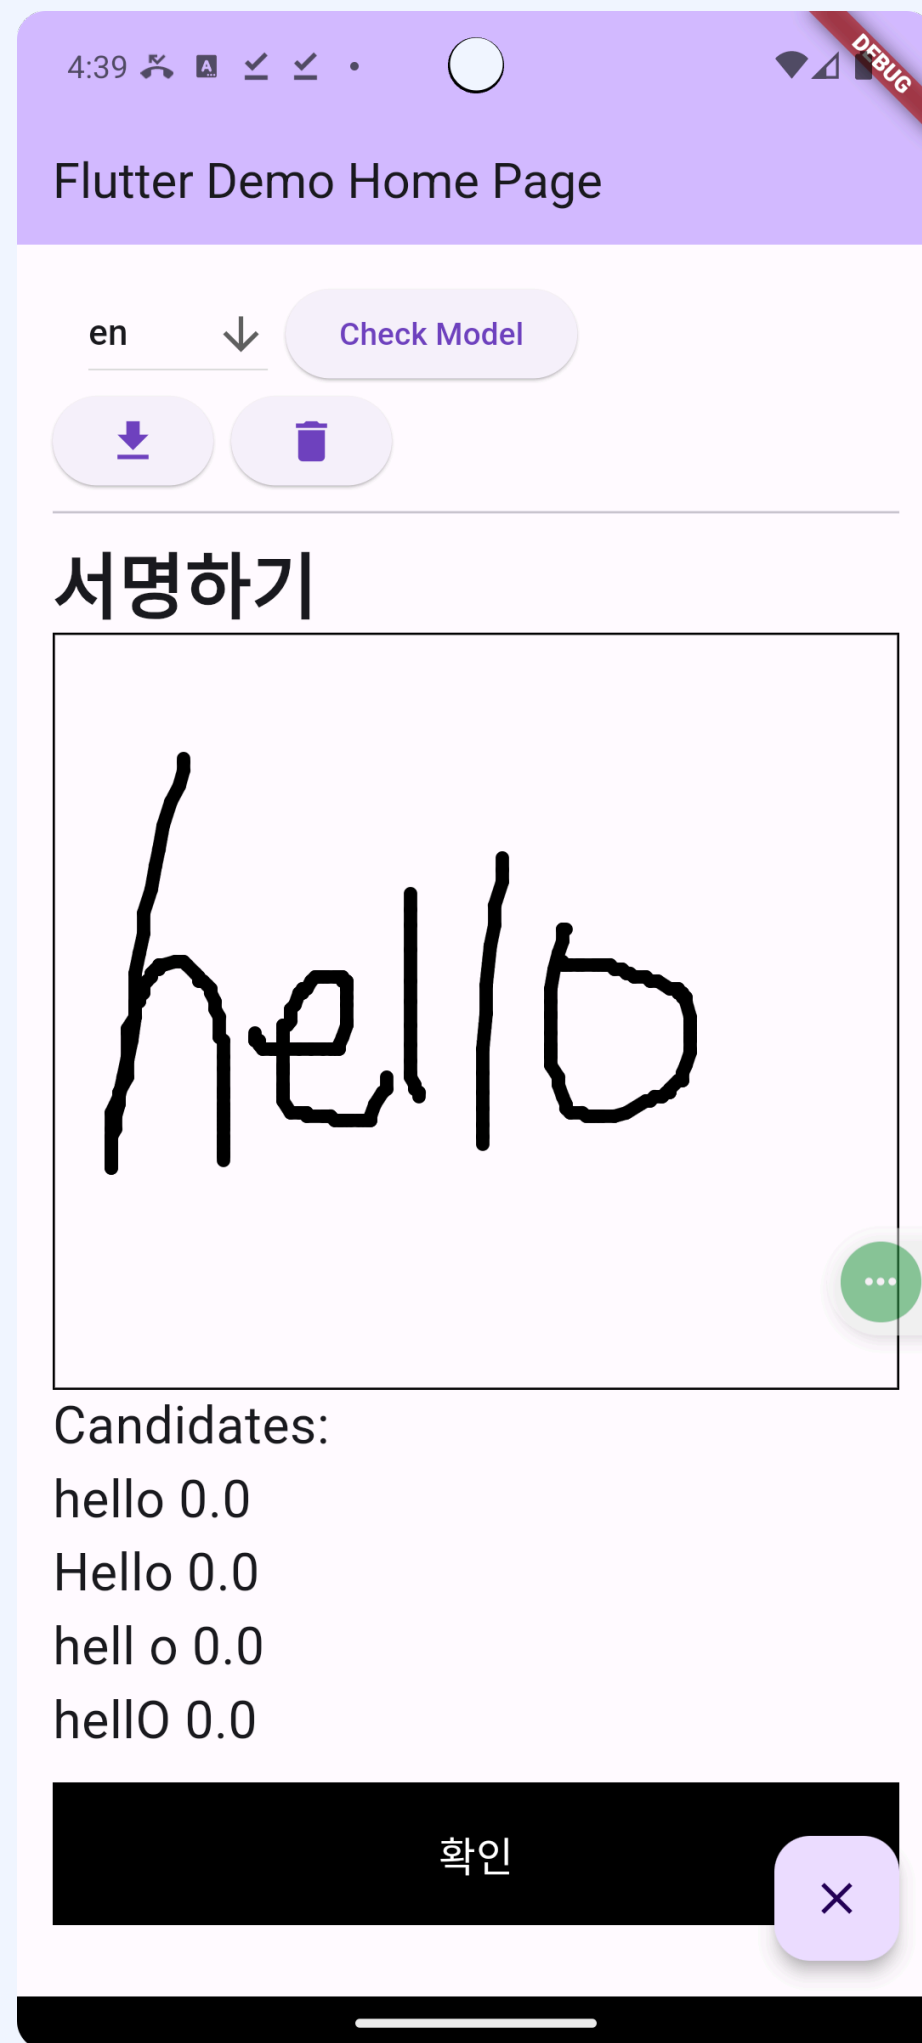 4:39
DEBUG
Flutter Demo Home Page
en
Check Model
서명하기
hello
Candidates:
hello 0.0
Hello 0.0
hell o 0.0
hellO 0.0
확인